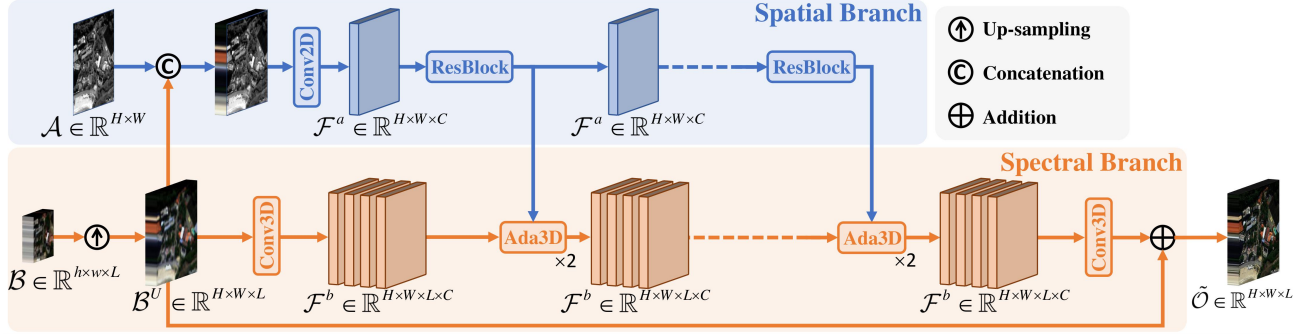 Spatial Branch
Conv2D
ResBlock
ResBlock
𝒜 ∈ ℝ^{H×W}
ℱ^a ∈ ℝ^{H×W×C}
ℱ^a ∈ ℝ^{H×W×C}
C
Up-sampling
C Concatenation
Addition
Spectral Branch
Conv3D
Ada3D
×2
Ada3D
×2
Conv3D
ℬ ∈ ℝ^{h×w×L}
ℬ^U ∈ ℝ^{H×W×L}
ℱ^b ∈ ℝ^{H×W×L×C}
ℱ^b ∈ ℝ^{H×W×L×C}
ℱ^b ∈ ℝ^{H×W×L×C}
𝒪̃ ∈ ℝ^{H×W×L}